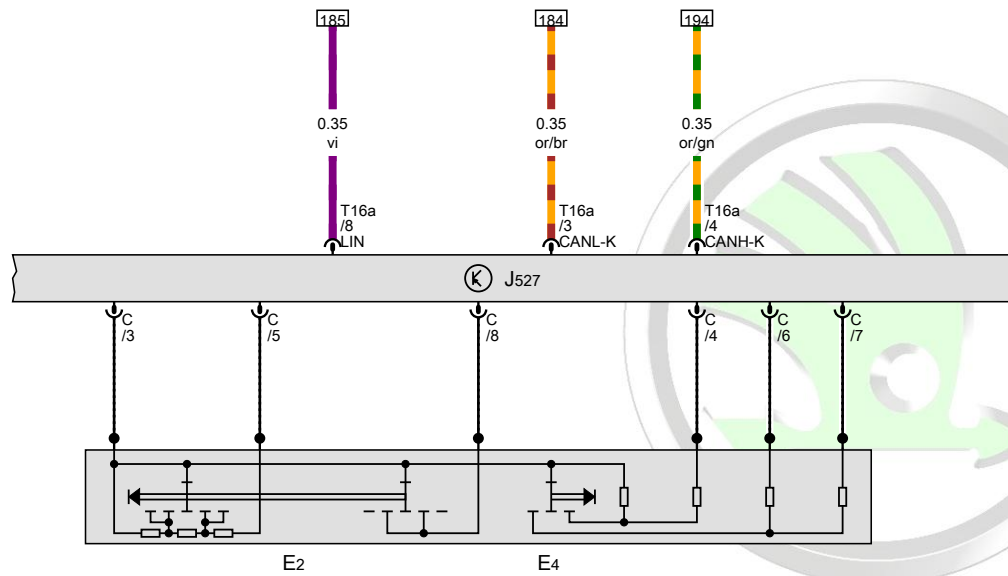 185 184 194
0.35 0.35 0.35
vi or/br or/gn
T16a T16a T16a
/8 /3 /4
LIN CANL-K CANH-K
K J527
C C C C C C
/3 /5 /8 /4 /6 /7
E2 E4